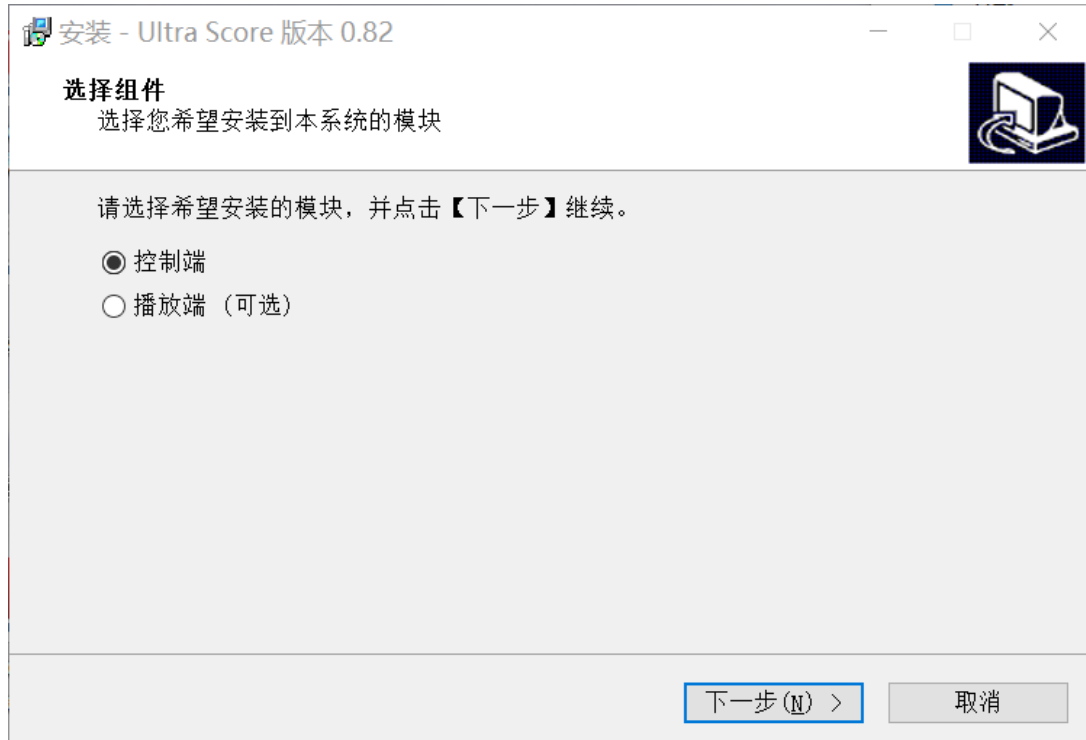 安装 - Ultra Score 版本 0.82
选择组件
选择您希望安装到本系统的模块
请选择希望安装的模块，并点击【下一步】继续。
控制端
播放端 （可选）
下一步(N) >
取消